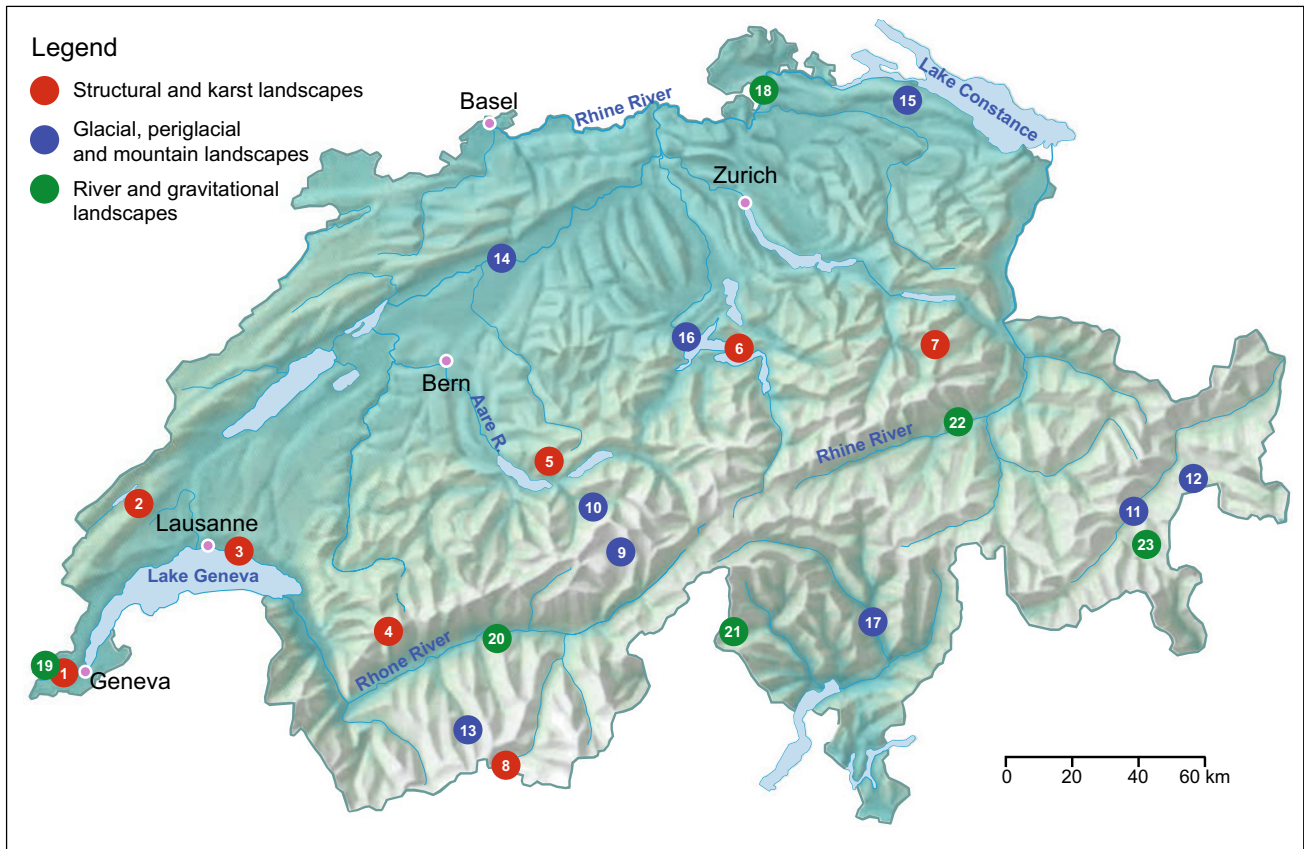 Legend
Structural and karst landscapes
Glacial, periglacial
and mountain landscapes
River and gravitational
landscapes
Basel
Rhine River
18
15
Lake Constance
Zurich
14
16
6
7
Bern
Aare R.
22
Rhine River
5
2
10
12
11
Lausanne
3
9
23
Lake Geneva
4
20
21
17
Rhone River
19
1
Geneva
13
8
0
20
40
60 km